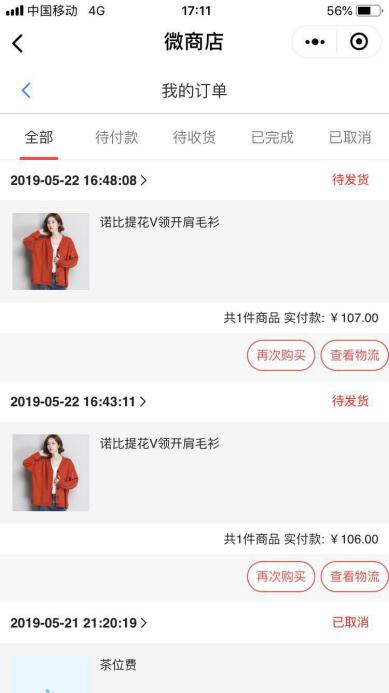 中国移动 4G 17:11 56%
微商店
我的订单
全部 待付款 待收货 已完成 已取消
2019-05-22 16:48:08 待发货
诺比提花V领开肩毛衫
共1件商品 实付款: ¥107.00
再次购买 查看物流
2019-05-22 16:43:11 待发货
诺比提花V领开肩毛衫
共1件商品 实付款: ¥106.00
再次购买 查看物流
2019-05-21 21:20:19 已取消
茶位费